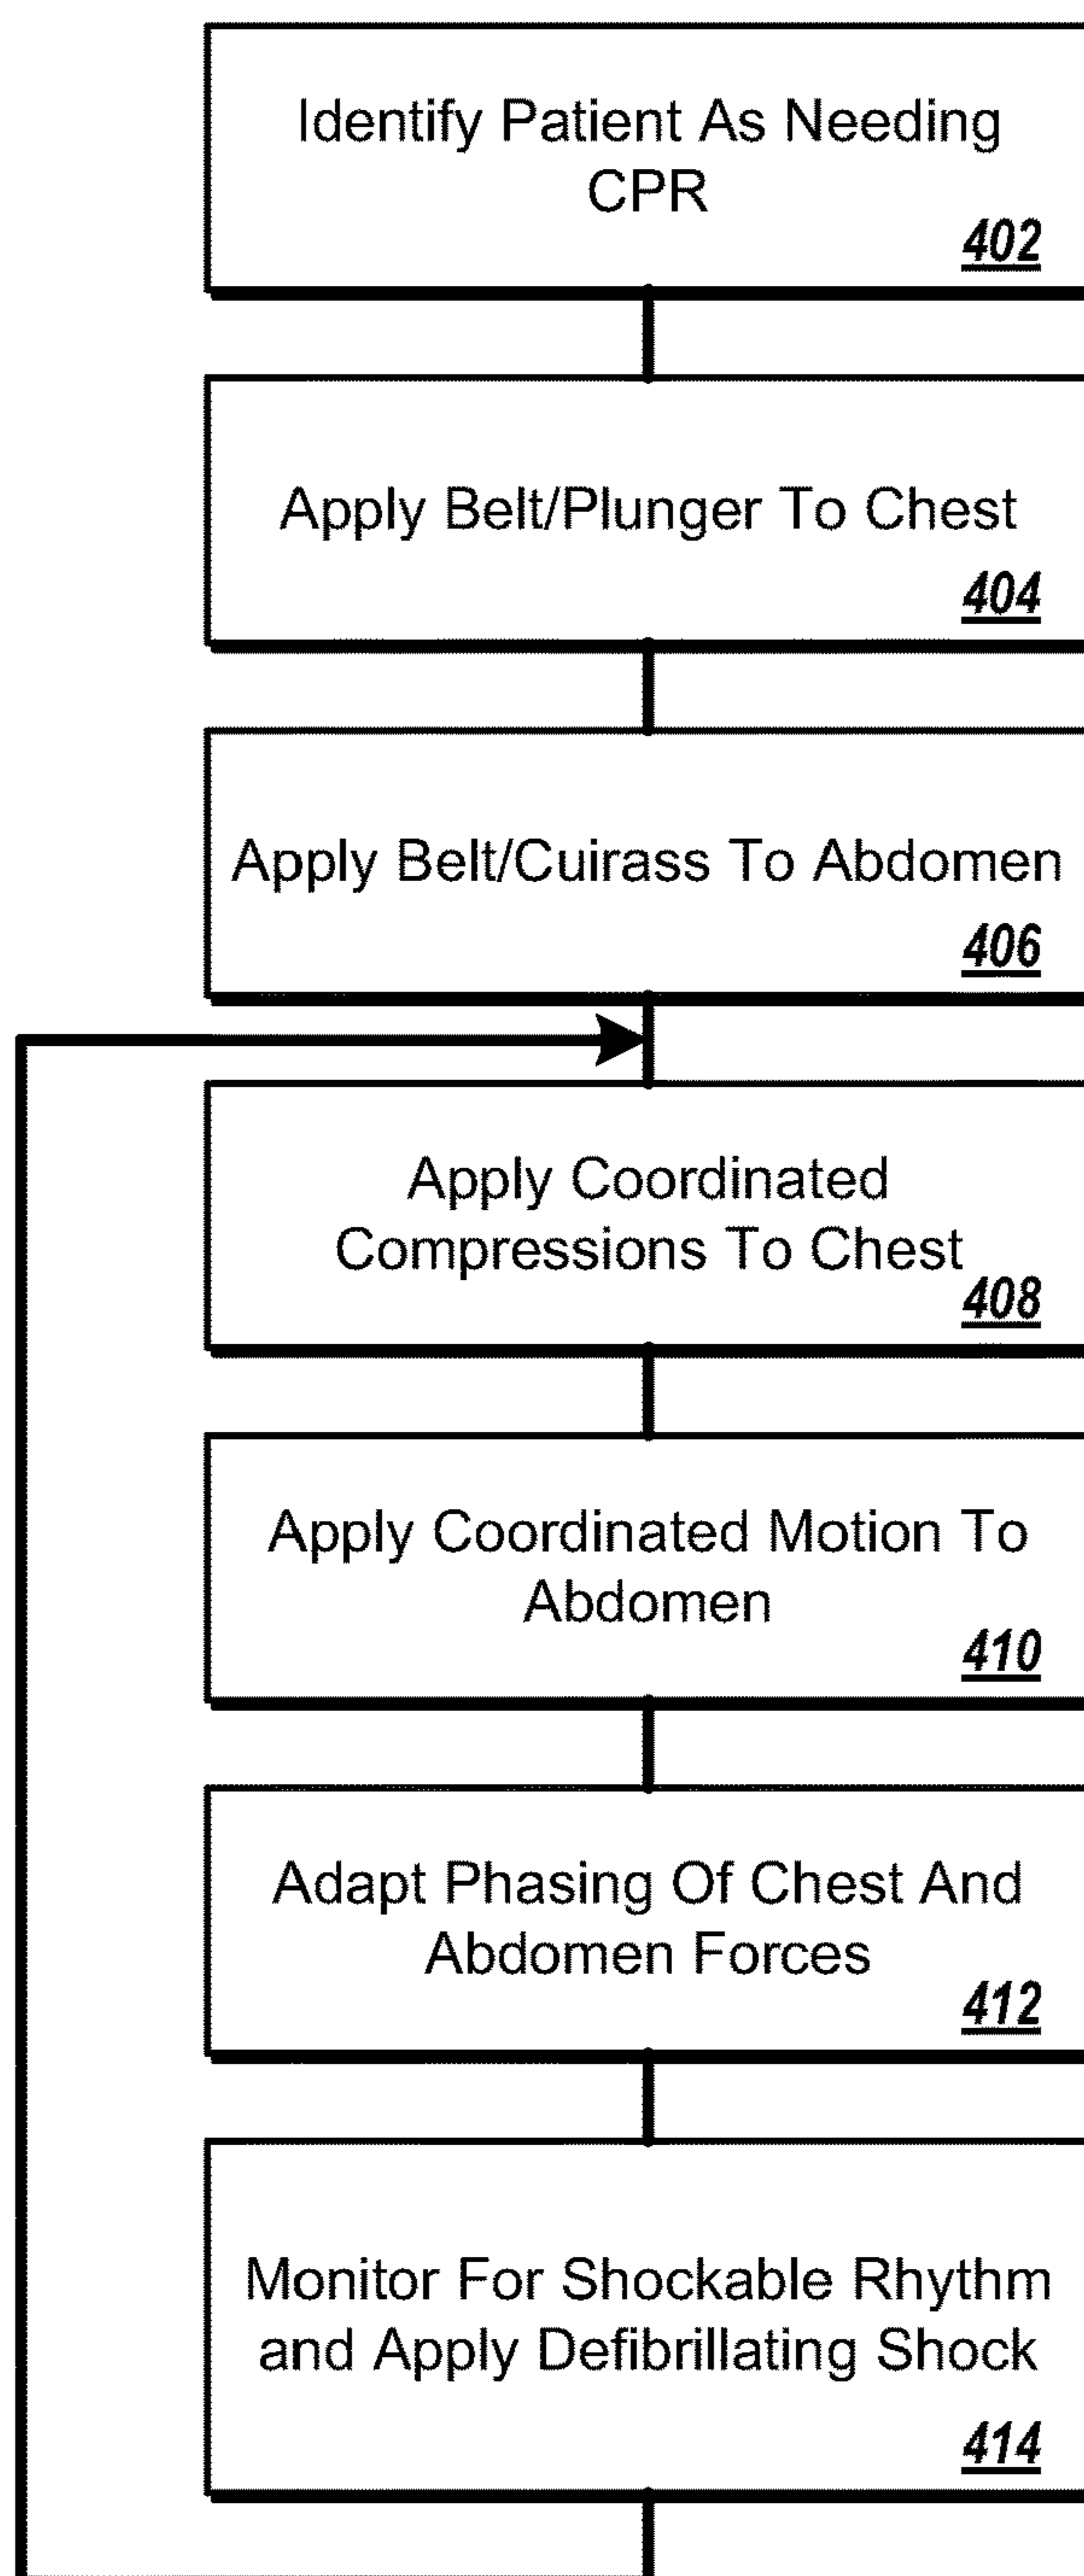 Identify Patient As Needing
CPR
402
Apply Belt/Plunger To Chest
404
Apply Belt/Cuirass To Abdomen
406
Apply Coordinated
Compressions To Chest
408
Apply Coordinated Motion To
Abdomen
410
Adapt Phasing Of Chest And
Abdomen Forces
412
Monitor For Shockable Rhythm
and Apply Defibrillating Shock
414